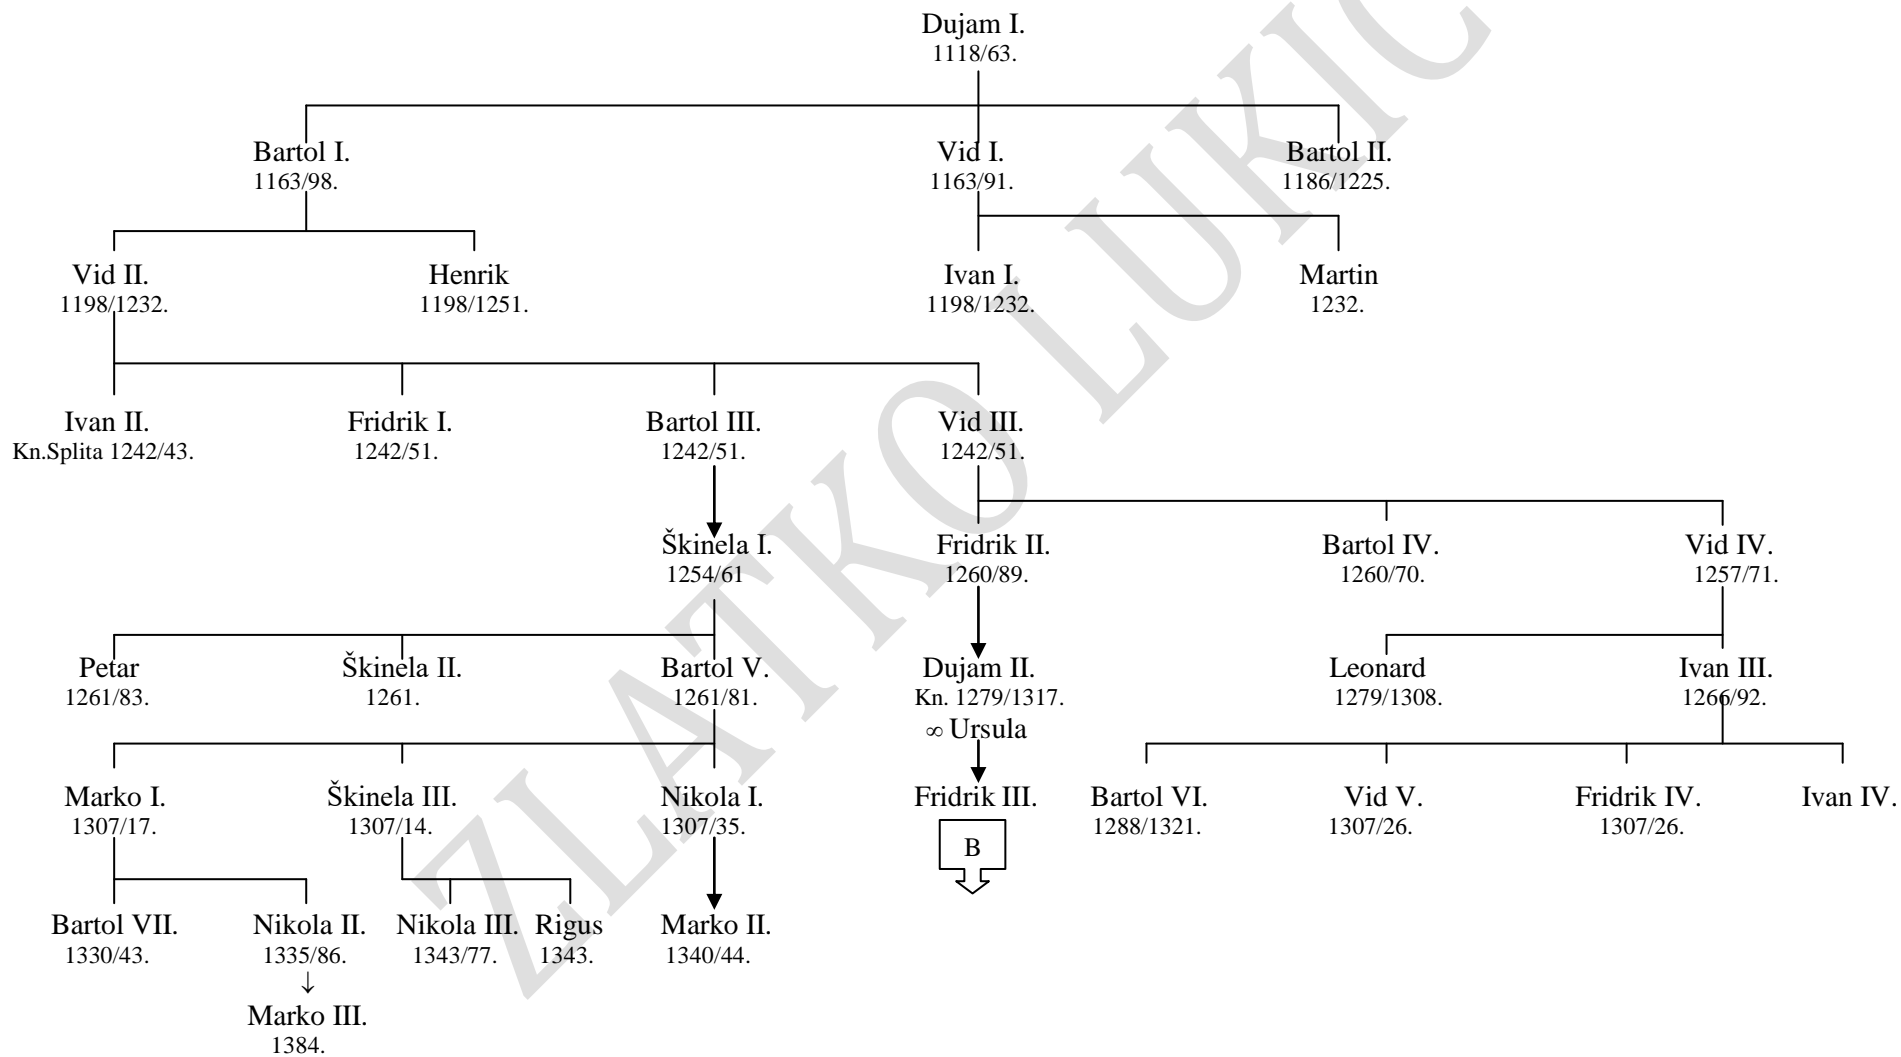 Dujam I.
1118/63.
Bartol I.
1163/98.
Vid I.
1163/91.
Bartol II.
1186/1225.
Vid II.
1198/1232.
Henrik
1198/1251.
Ivan I.
1198/1232.
Martin
1232.
Ivan II.
Kn.Splita 1242/43.
Fridrik I.
1242/51.
Bartol III.
1242/51.
Vid III.
1242/51.
Škinela I.
1254/61
Fridrik II.
1260/89.
Bartol IV.
1260/70.
Vid IV.
1257/71.
Petar
1261/83.
Škinela II.
1261.
Bartol V.
1261/81.
Dujam II.
Kn. 1279/1317.
∞ Ursula
Leonard
1279/1308.
Ivan III.
1266/92.
Marko I.
1307/17.
Škinela III.
1307/14.
Nikola I.
1307/35.
Fridrik III.
B
Bartol VI.
1288/1321.
Vid V.
1307/26.
Fridrik IV.
1307/26.
Ivan IV.
Bartol VII.
1330/43.
Nikola II.
1335/86.
↓
Marko III.
1384.
Nikola III.
1343/77.
Rigus
1343.
Marko II.
1340/44.
ZLATKO LUKIĆ